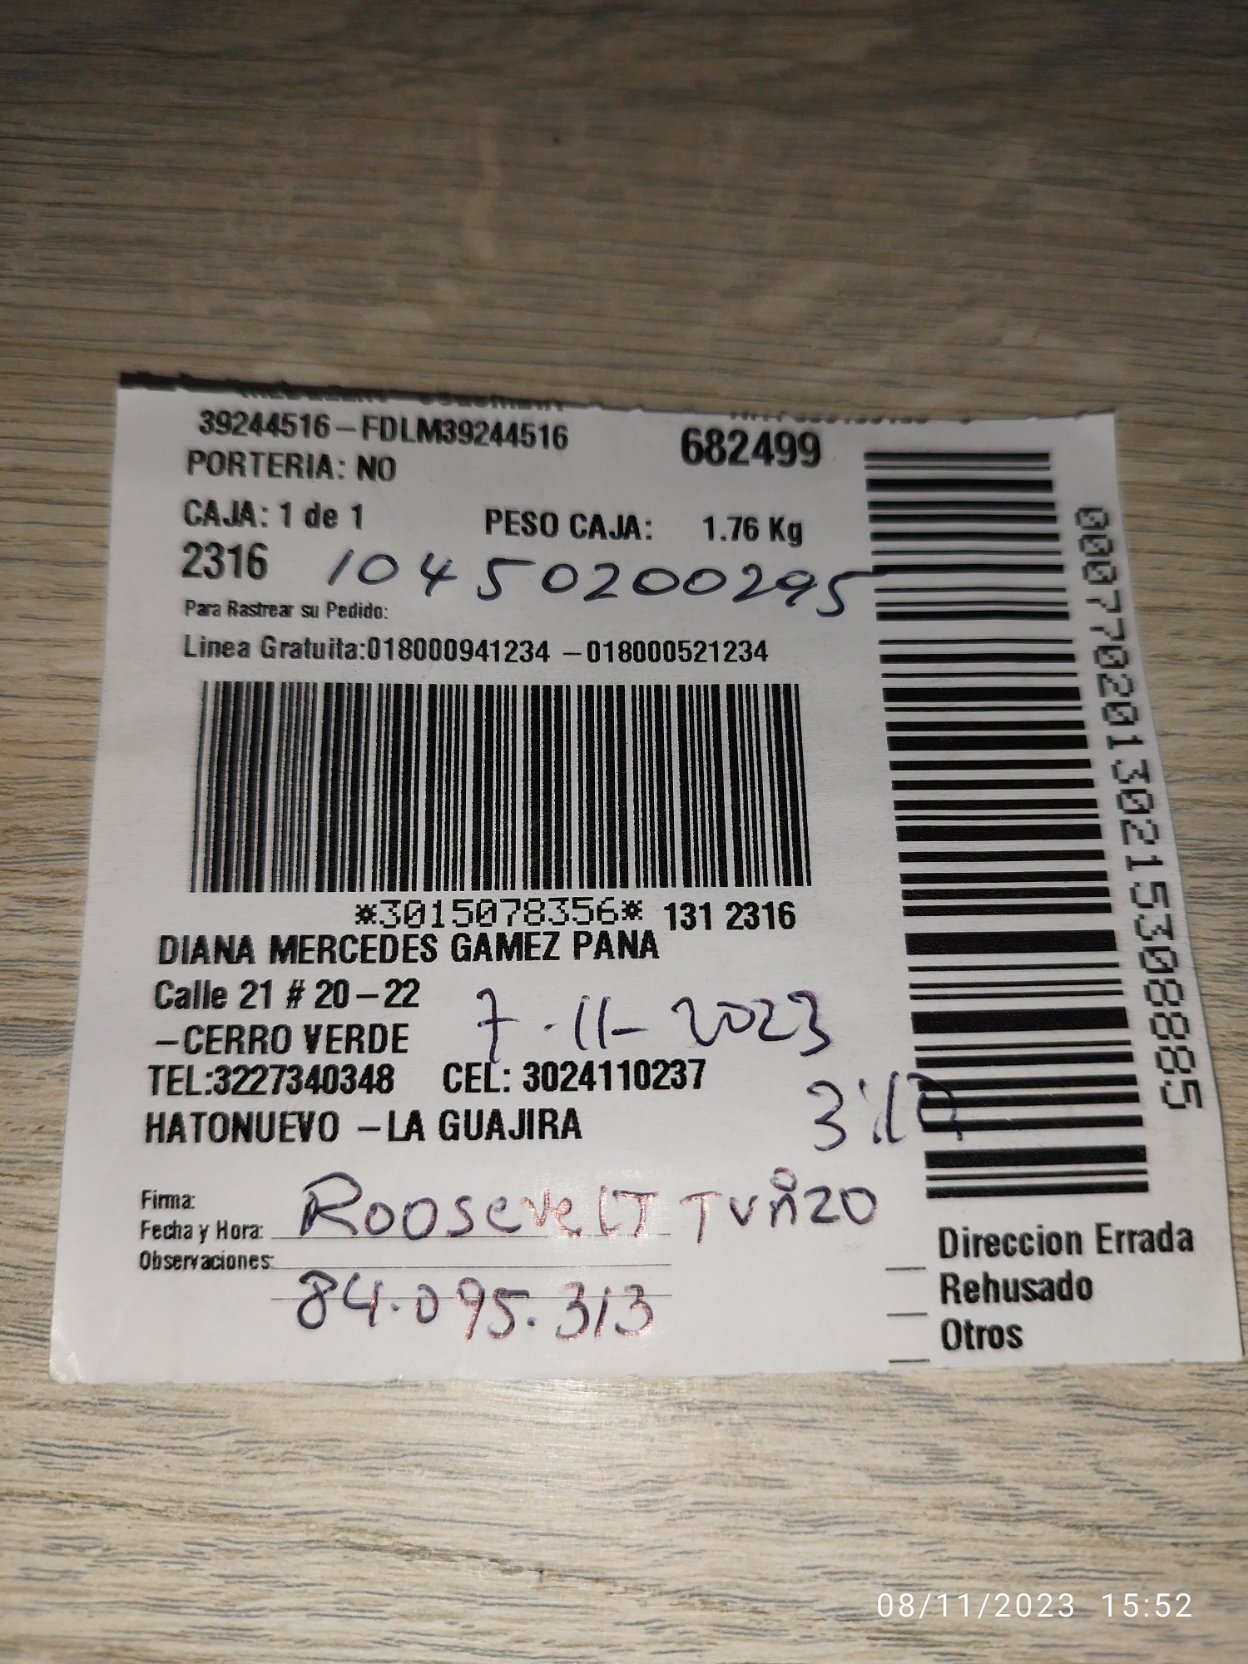 39244516-FDLM39244516 682499
PORTERIA: NO
CAJA: 1 de 1 PESO CAJA: 1.76 Kg
2316 10450200295
Para Rastrear su Pedido:
Linea Gratuita:018000941234 -018000521234
*3015078356* 131 2316
DIANA MERCEDES GAMEZ PANA
Calle 21 # 20-22
-CERRO VERDE 7-11-2023
TEL:3227340348 CEL: 3024110237
HATONUEVO -LA GUAJIRA
Firma: Roosevelt Tuñzo
Fecha y Hora:
Observaciones:
84.095.313
00077020130215308885
Direccion Errada
Rehusado
Otros
08/11/2023 15:52